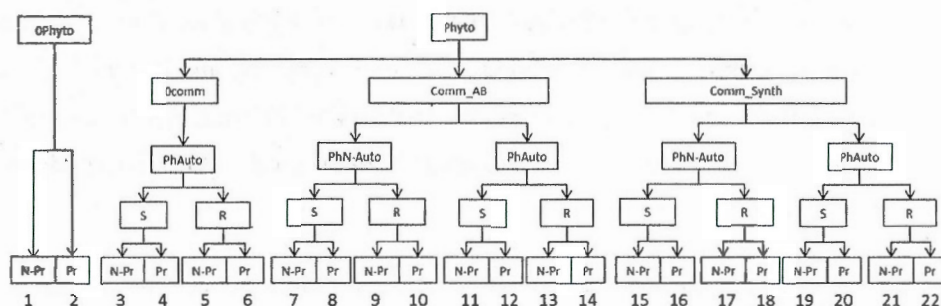 0Phyto Phyto
0comm Comm_AB Comm_Synth
PhAuto PhN-Auto PhAuto PhN-Auto PhAuto
S R S R S R S R S R
N-Pr Pr N-Pr Pr N-Pr Pr N-Pr Pr N-Pr Pr N-Pr Pr N-Pr Pr N-Pr Pr N-Pr Pr N-Pr Pr N-Pr Pr
1 2 3 4 5 6 7 8 9 10 11 12 13 14 15 16 17 18 19 20 21 22